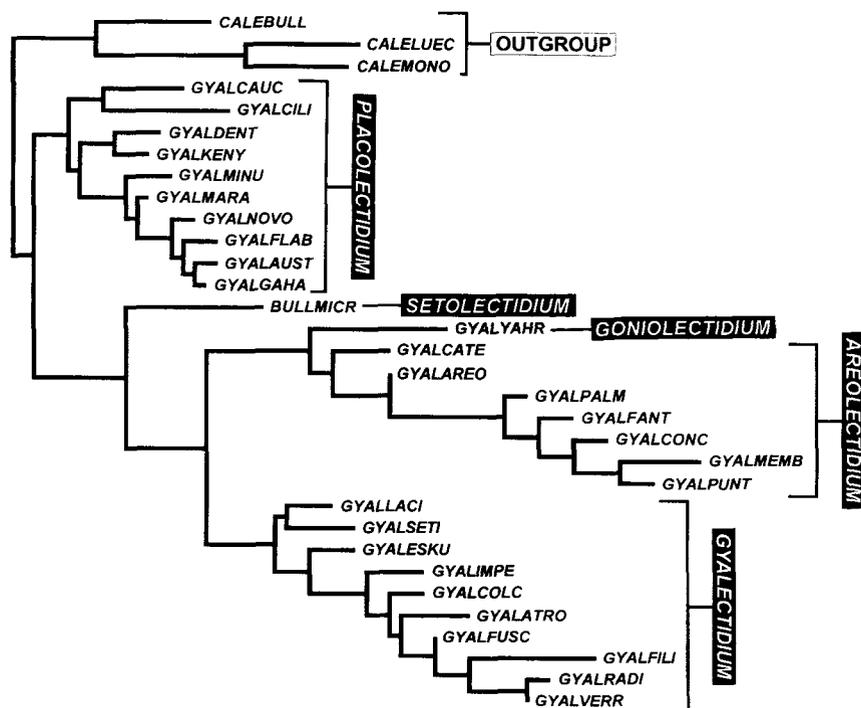 CALEBULL
CALELUEC
OUTGROUP
CALEMONO
GYALCAUC
GYALCILI
GYALDENT
GYALKENY
GYALMINU
GYALMARA
GYALNOVO
GYALFLAB
GYALAUST
GYALGAHA
PLACOLECTIDIUM
BULLMICR
SETOLECTIDIUM
GYALYAHR
GONIOLECTIDIUM
GYALCATE
GYALAREO
GYALPALM
GYALFANT
GYALCONC
GYALMEMB
GYALPUNT
AREOLECTIDIUM
GYALLACI
GYALSETI
GYALESKU
GYALIMPE
GYALCOLC
GYALATRO
GYALFUSC
GYALFILI
GYALRADI
GYALVERR
GYALECTIDIUM